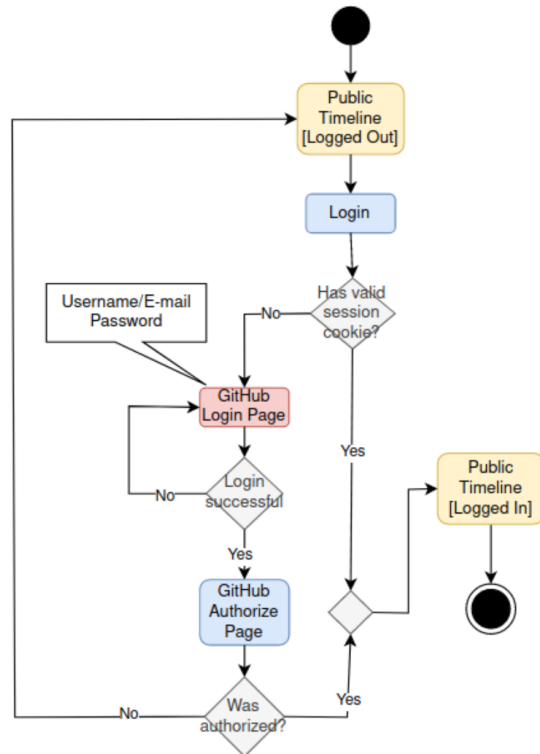 Public
Timeline
[Logged Out]
Login
Has valid
session
cookie?
No
Username/E-mail
Password
GitHub
Login Page
Login
successful
No
Yes
Yes
Public
Timeline
[Logged In]
GitHub
Authorize
Page
Was
authorized?
No
Yes